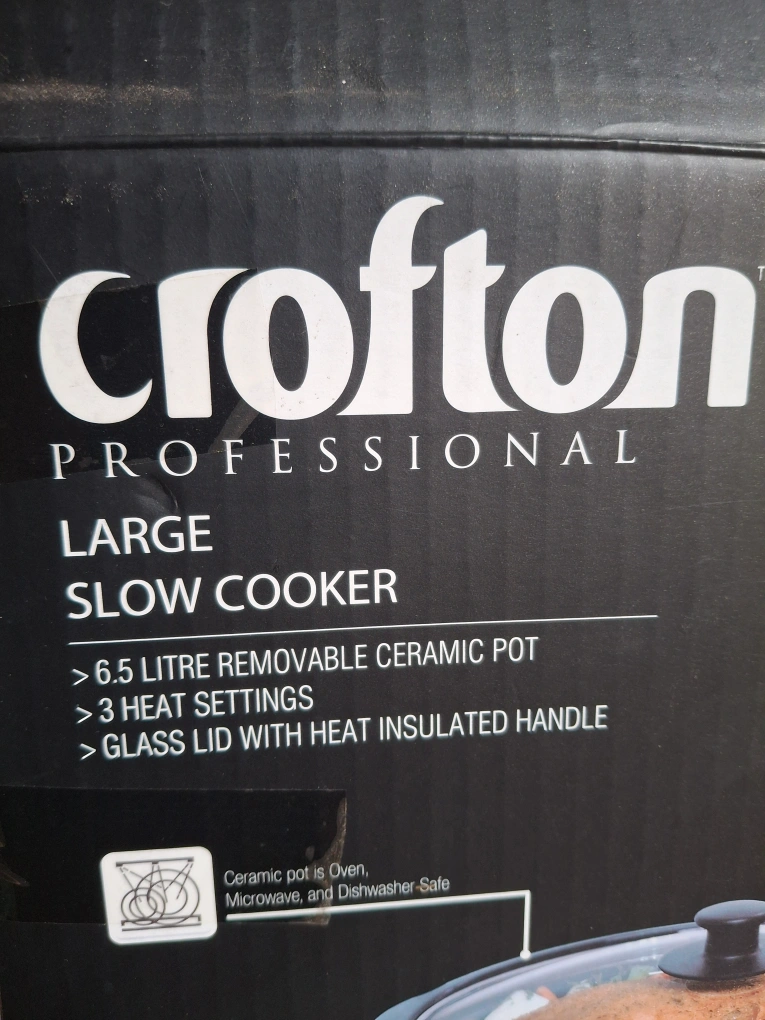 crofton
PROFESSIONAL
LARGE
SLOW COOKER
> 6.5 LITRE REMOVABLE CERAMIC POT
> 3 HEAT SETTINGS
> GLASS LID WITH HEAT INSULATED HANDLE
Ceramic pot is Oven,
Microwave, and Dishwasher Safe